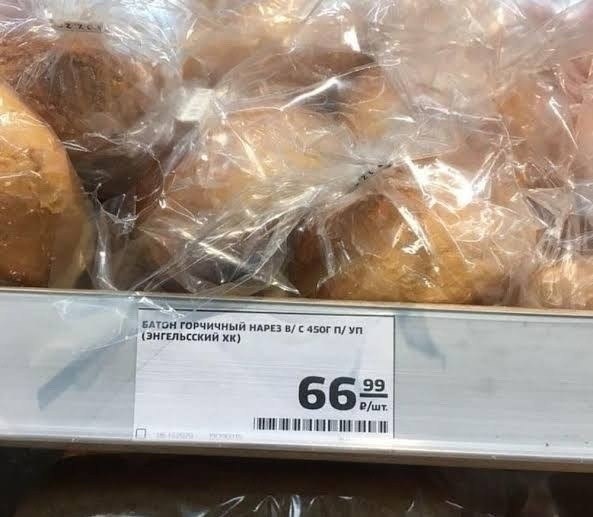 БАТОН ГОРЧИЧНЫЙ НАРЕЗ В/ С 450Г П/ УП
(ЭНГЕЛЬССКИЙ ХК)
66 99
₽/шт.